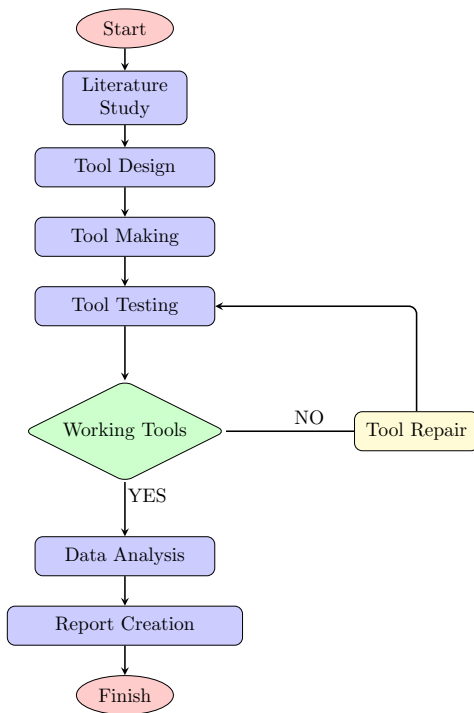 Start
Literature
Study
Tool Design
Tool Making
Tool Testing
Working Tools
NO
Tool Repair
YES
Data Analysis
Report Creation
Finish